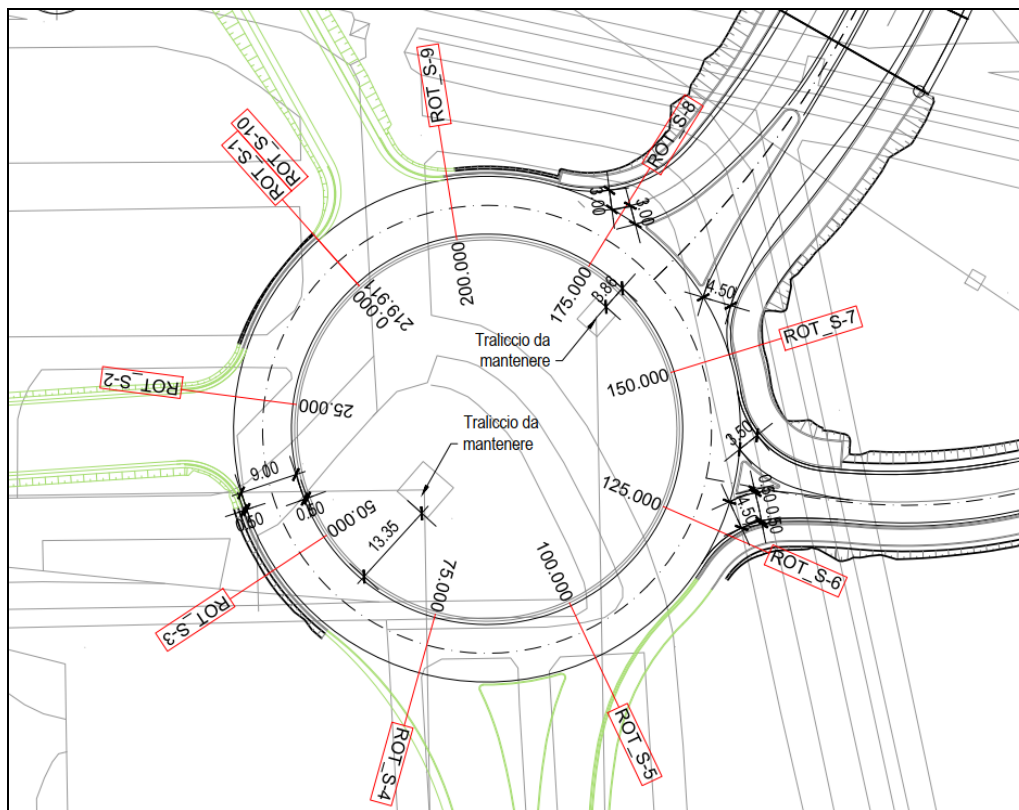 ROT_S-9
ROT_S-10
ROT_S-1
ROT_S-8
3.00
3.00
200.000
175.000
3.88
4.50
219.911
0.000
Traliccio da
mantenere
ROT_S-7
150.000
ROT_S-2
25.000
Traliccio da
mantenere
3.50
9.00
0.50
0.50
50.000
13.35
125.000
0.50
0.50
4.50
ROT_S-6
75.000
100.000
ROT_S-3
ROT_S-4
ROT_S-5